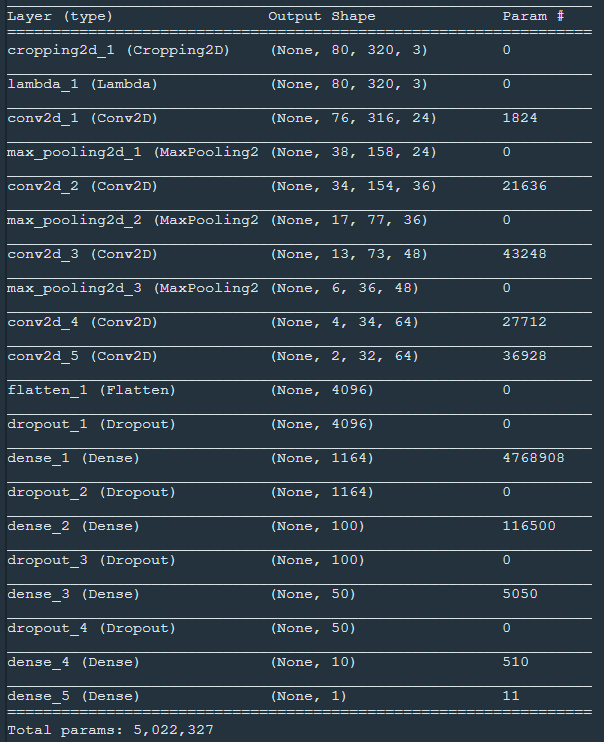 Layer (type) Output Shape Param #
cropping2d_1 (Cropping2D) (None, 80, 320, 3) 0
lambda_1 (Lambda) (None, 80, 320, 3) 0
conv2d_1 (Conv2D) (None, 76, 316, 24) 1824
max_pooling2d_1 (MaxPooling2 (None, 38, 158, 24) 0
conv2d_2 (Conv2D) (None, 34, 154, 36) 21636
max_pooling2d_2 (MaxPooling2 (None, 17, 77, 36) 0
conv2d_3 (Conv2D) (None, 13, 73, 48) 43248
max_pooling2d_3 (MaxPooling2 (None, 6, 36, 48) 0
conv2d_4 (Conv2D) (None, 4, 34, 64) 27712
conv2d_5 (Conv2D) (None, 2, 32, 64) 36928
flatten_1 (Flatten) (None, 4096) 0
dropout_1 (Dropout) (None, 4096) 0
dense_1 (Dense) (None, 1164) 4768908
dropout_2 (Dropout) (None, 1164) 0
dense_2 (Dense) (None, 100) 116500
dropout_3 (Dropout) (None, 100) 0
dense_3 (Dense) (None, 50) 5050
dropout_4 (Dropout) (None, 50) 0
dense_4 (Dense) (None, 10) 510
dense_5 (Dense) (None, 1) 11
Total params: 5,022,327